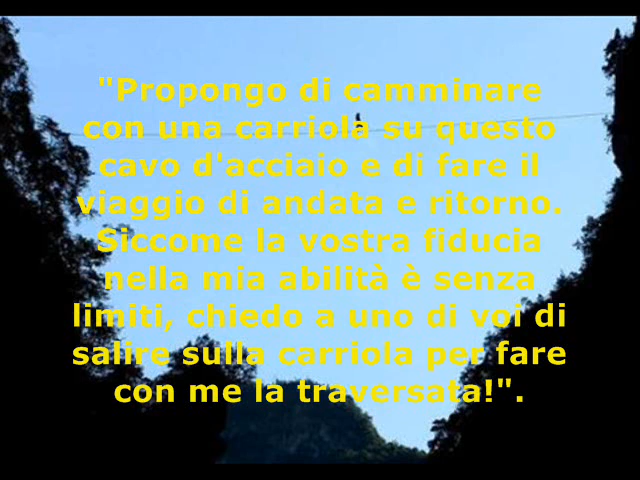 "Propongo di camminare
con una carriola su questo
cavo d'acciaio e di fare il
viaggio di andata e ritorno.
Siccome la vostra fiducia
nella mia abilità è senza
limiti, chiedo a uno di voi di
salire sulla carriola per fare
con me la traversata!".